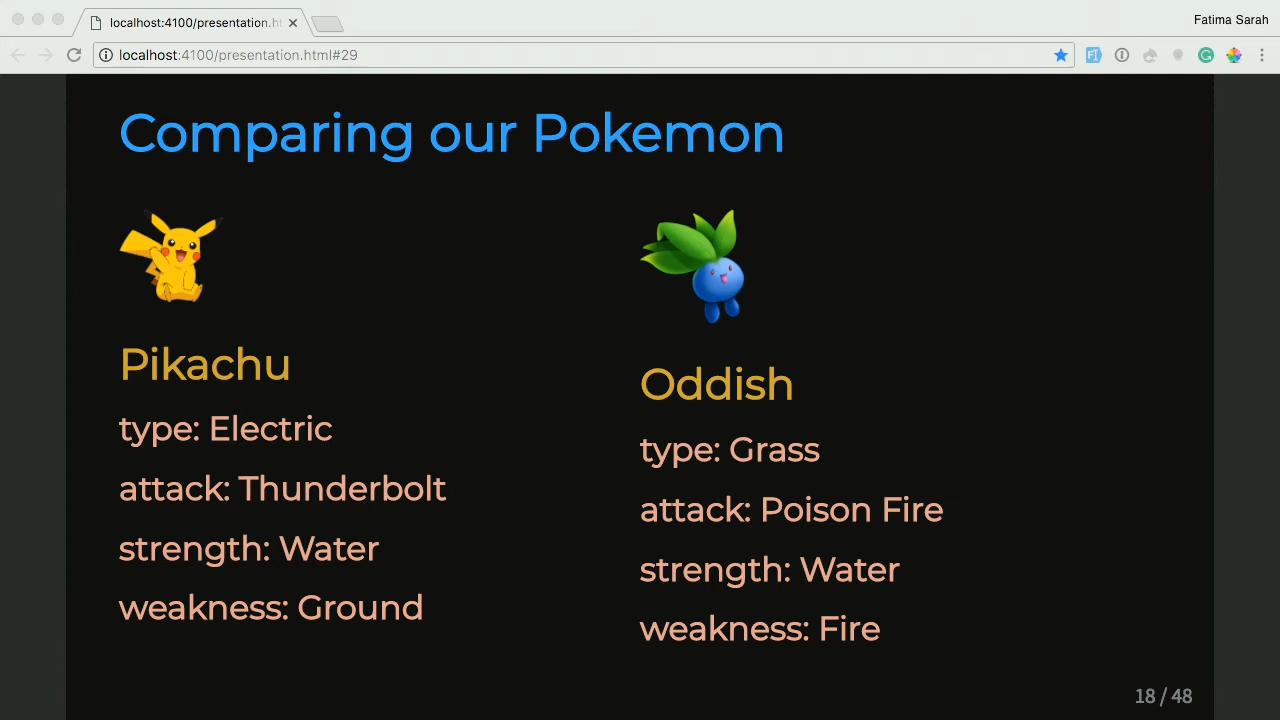 localhost:4100/presentation.h
Fatima Sarah
localhost:4100/presentation.html#29
Comparing our Pokemon
Pikachu
type: Electric
attack: Thunderbolt
strength: Water
weakness: Ground
Oddish
type: Grass
attack: Poison Fire
strength: Water
weakness: Fire
18 / 48